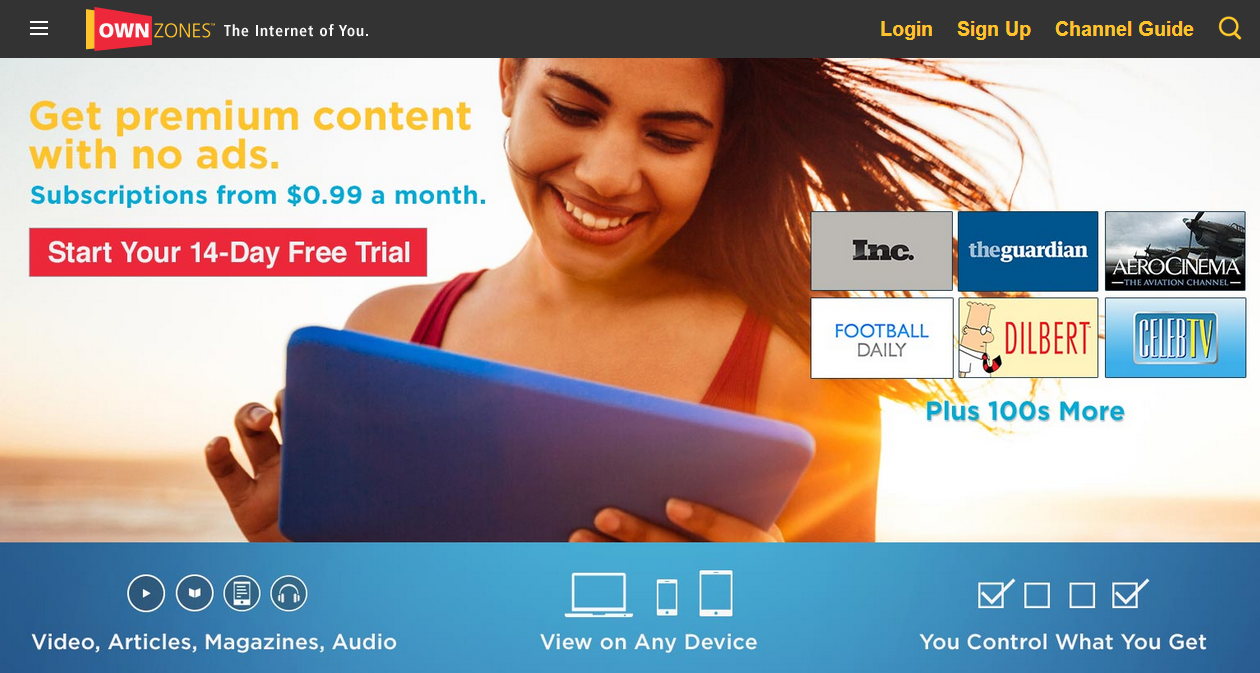 OWNZONES™ The Internet of You.
Login Sign Up Channel Guide
Get premium content
with no ads.
Subscriptions from $0.99 a month.
Start Your 14-Day Free Trial
Inc.
theguardian
AEROCINEMA
THE AVIATION CHANNEL
FOOTBALL
DAILY
DILBERT
CELEBTV
Plus 100s More
Video, Articles, Magazines, Audio
View on Any Device
You Control What You Get